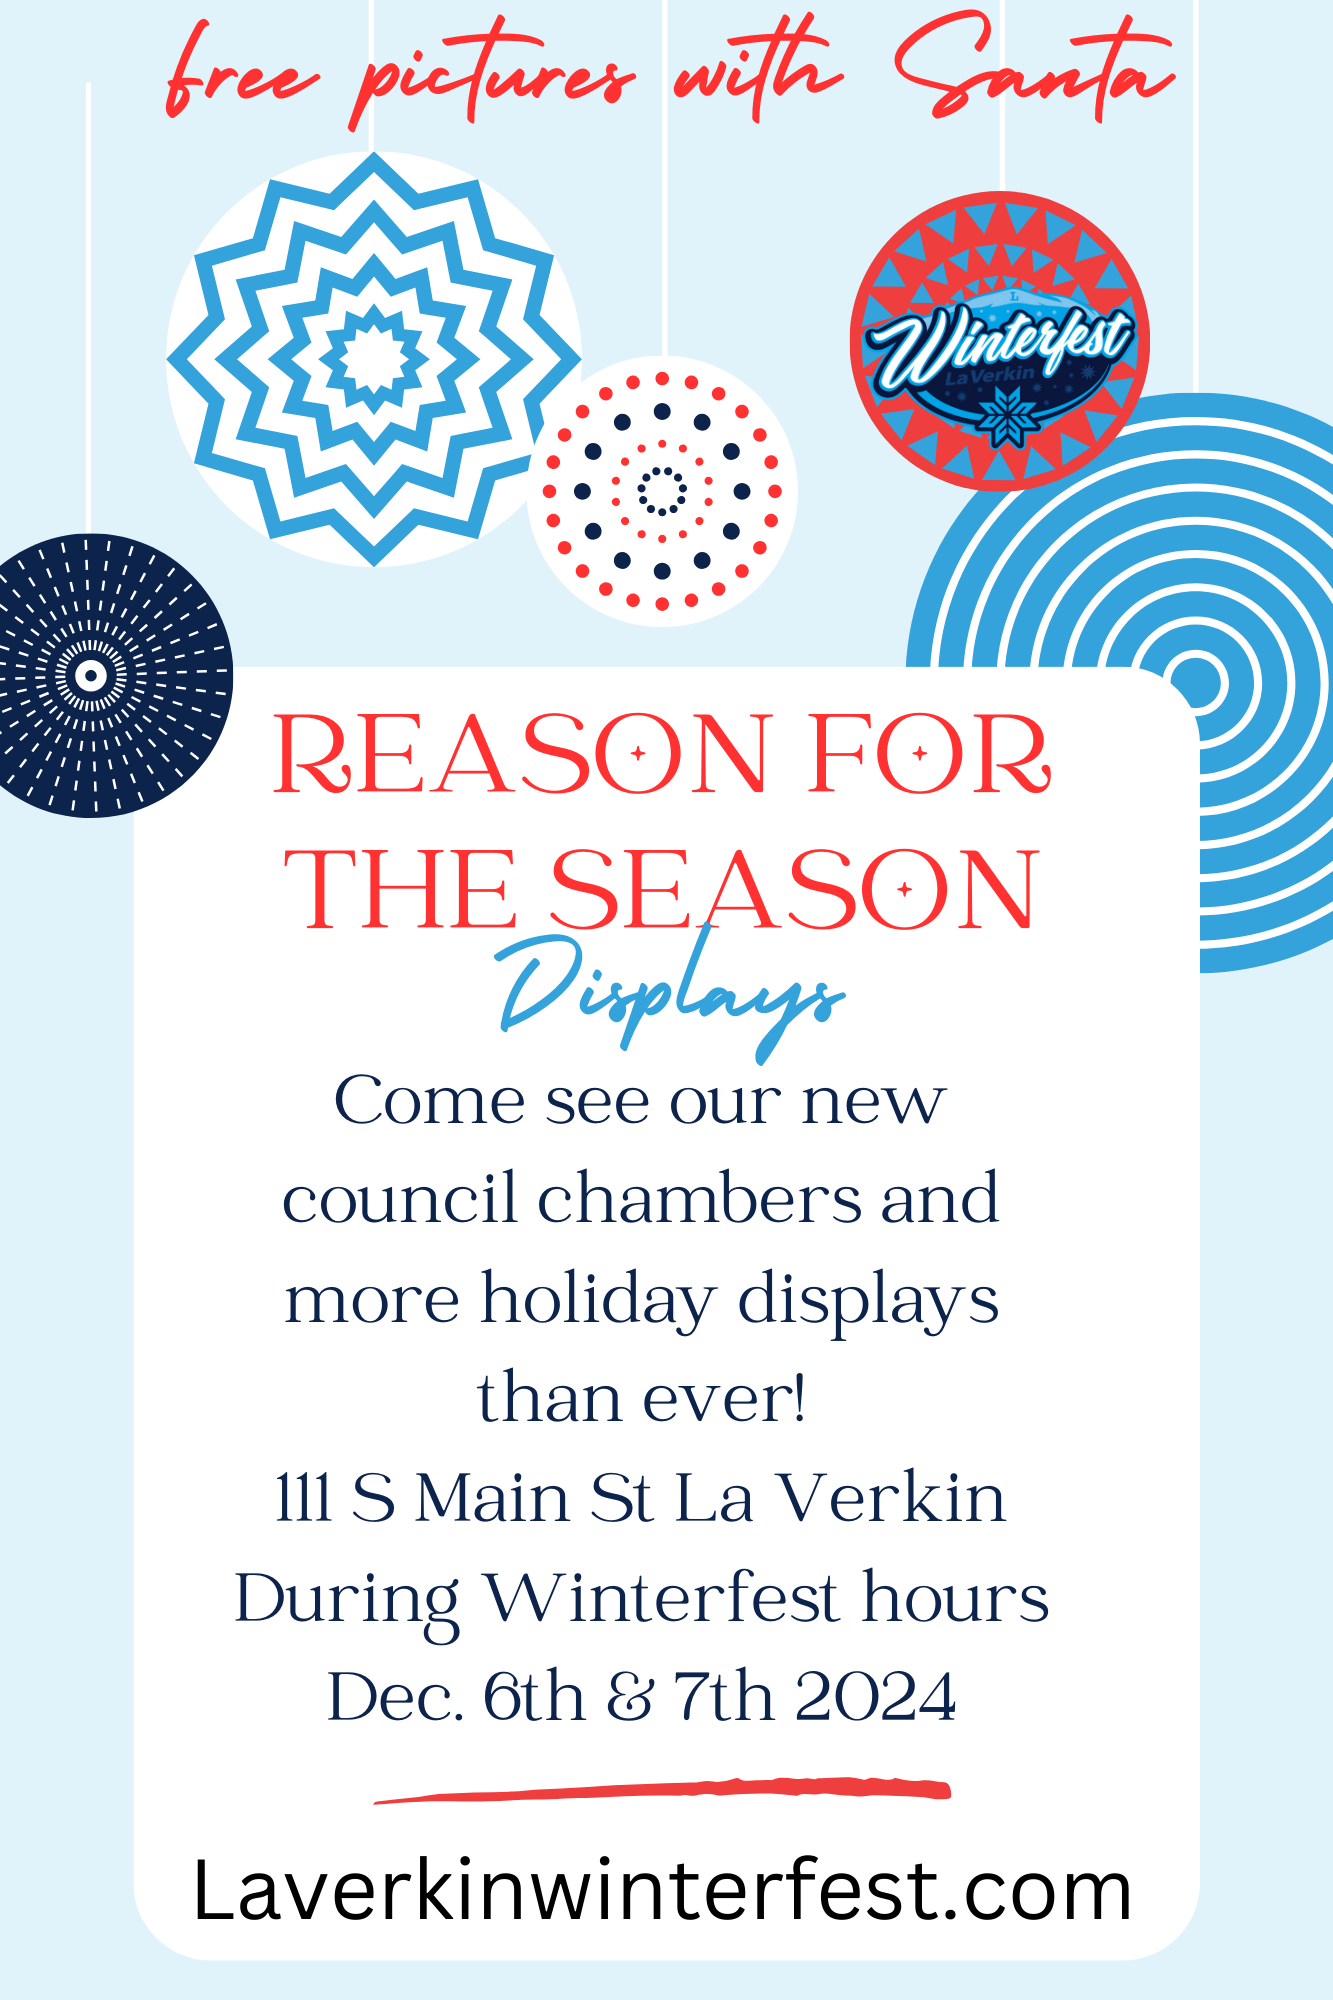 free pictures with Santa
L
Winterfest
LaVerkin
REASON FOR
THE SEASON
Displays
Come see our new
council chambers and
more holiday displays
than ever!
111 S Main St La Verkin
During Winterfest hours
Dec. 6th & 7th 2024
Laverkinwinterfest.com